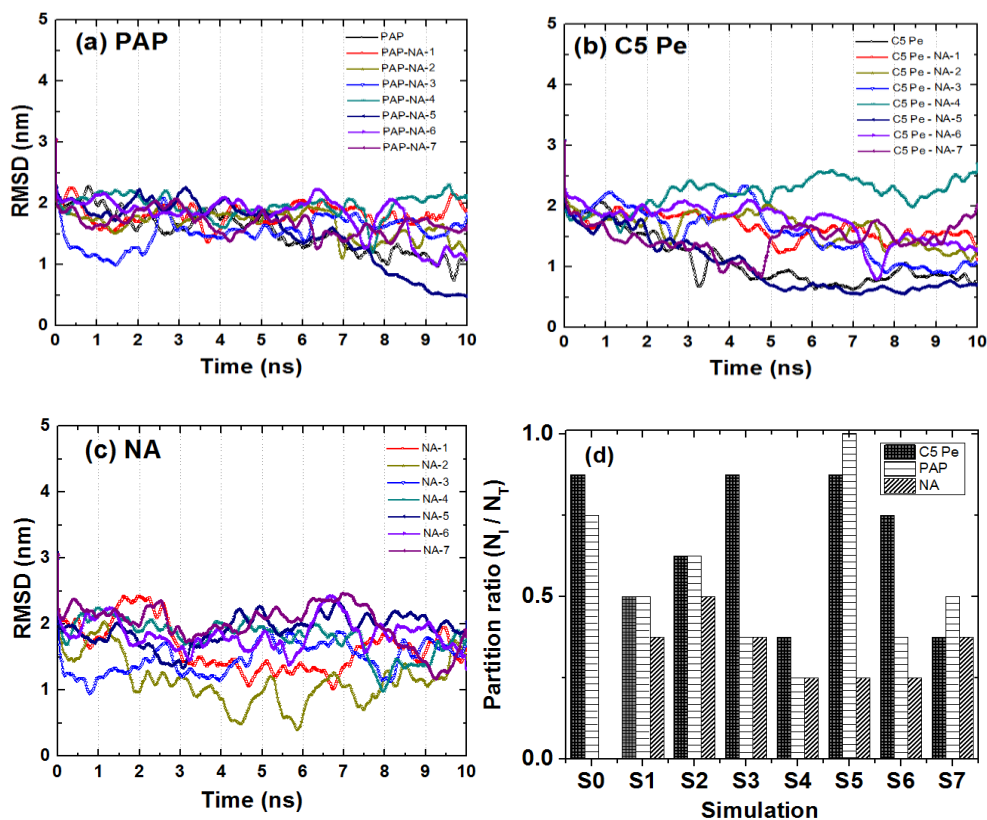 (a) PAP
PAP
PAP-NA-1
PAP-NA-2
PAP-NA-3
PAP-NA-4
PAP-NA-5
PAP-NA-6
PAP-NA-7
RMSD (nm)
5
4
3
2
1
0
0 1 2 3 4 5 6 7 8 9 10
Time (ns)
(b) C5 Pe
C5 Pe
C5 Pe - NA-1
C5 Pe - NA-2
C5 Pe - NA-3
C5 Pe - NA-4
C5 Pe - NA-5
C5 Pe - NA-6
C5 Pe - NA-7
5
4
3
2
1
0
0 1 2 3 4 5 6 7 8 9 10
Time (ns)
(c) NA
NA-1
NA-2
NA-3
NA-4
NA-5
NA-6
NA-7
RMSD (nm)
5
4
3
2
1
0
0 1 2 3 4 5 6 7 8 9 10
Time (ns)
(d)
C5 Pe
PAP
NA
Partition ratio (N_I / N_T)
1.0
0.5
0.0
S0 S1 S2 S3 S4 S5 S6 S7
Simulation